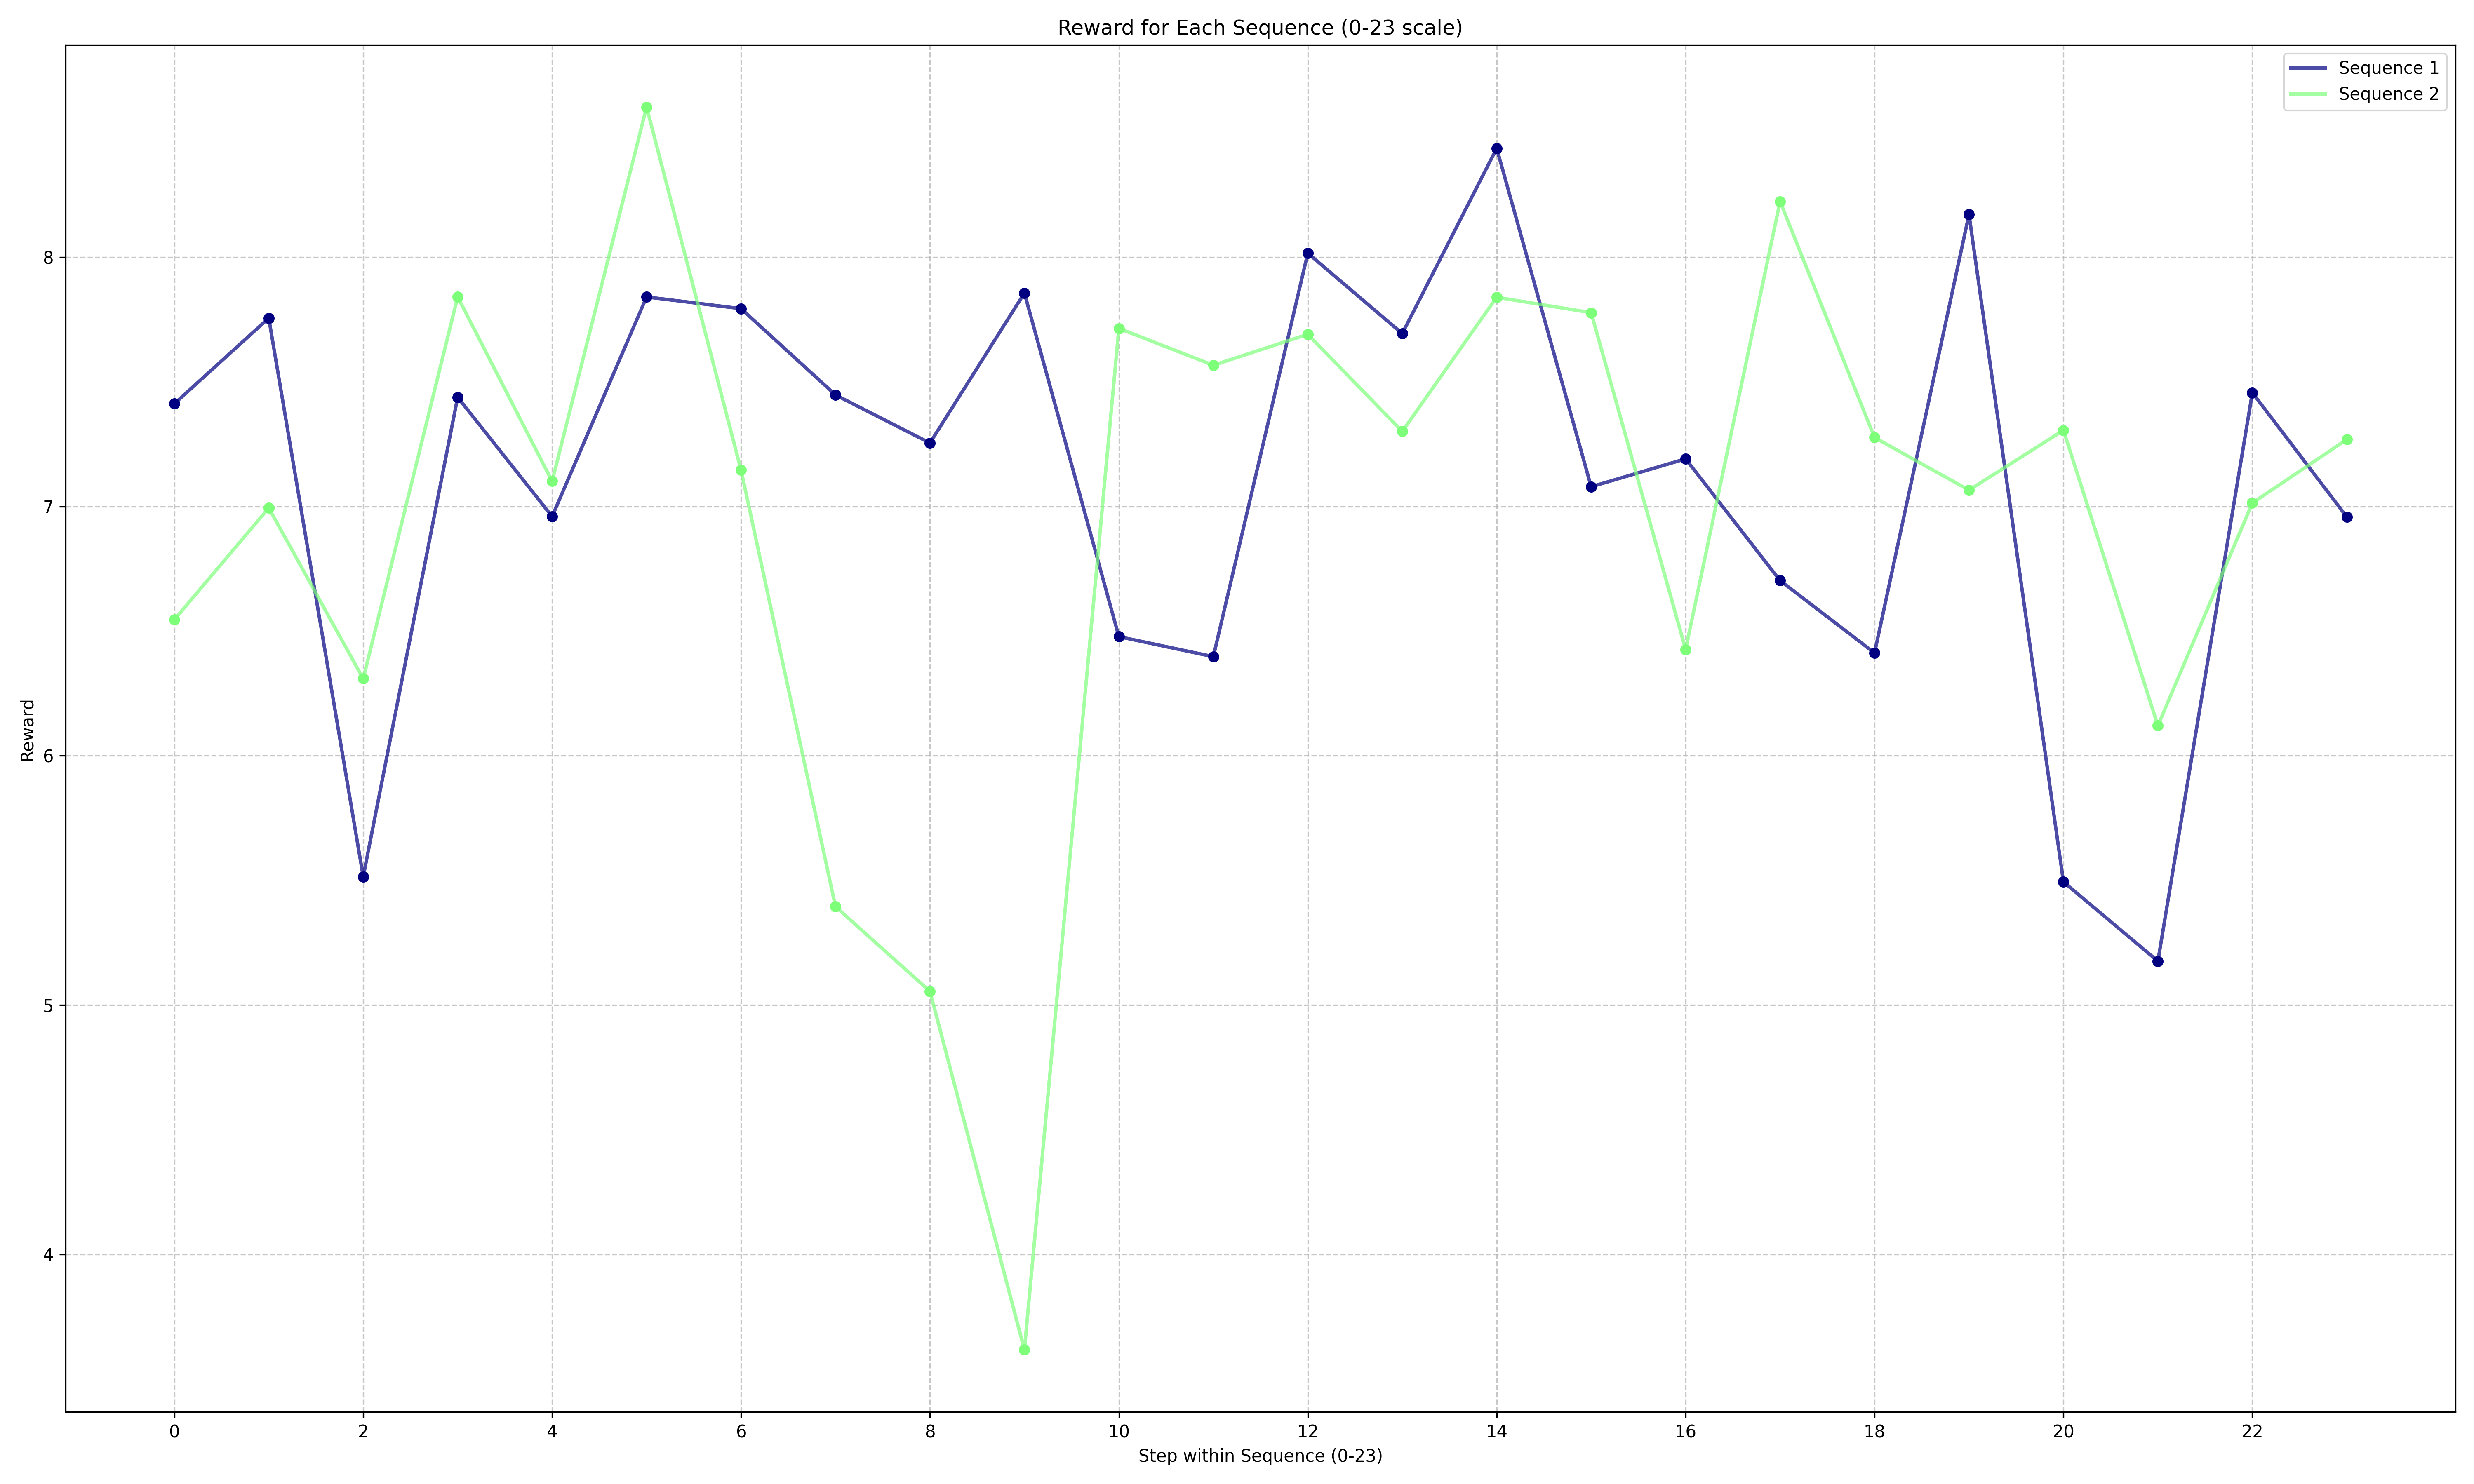 Reward for Each Sequence (0-23 scale)
Sequence 1
Sequence 2
8
7
6
5
4
Reward
0 2 4 6 8 10 12 14 16 18 20 22
Step within Sequence (0-23)